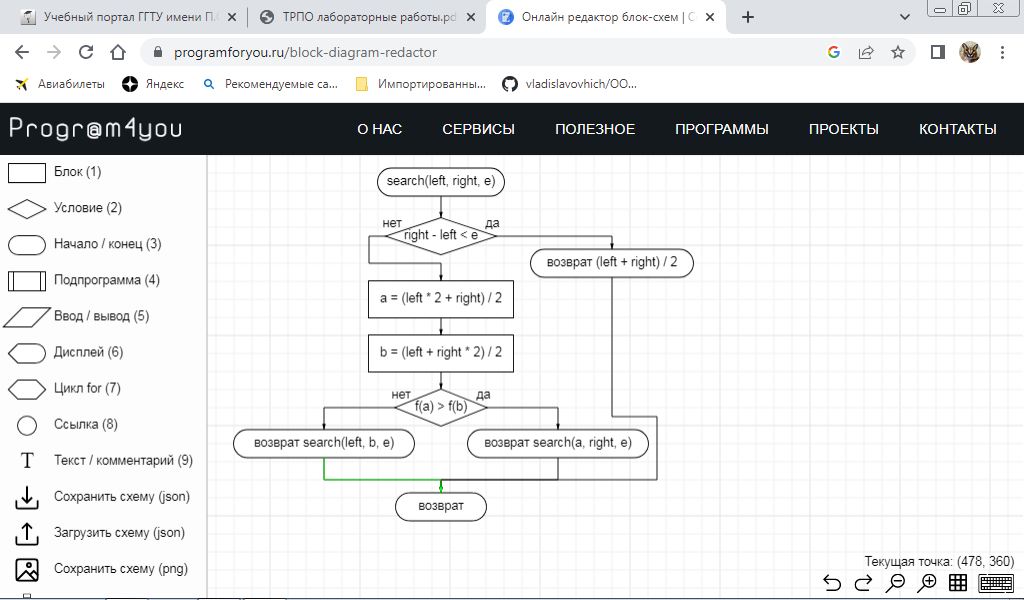 Учебный портал ГГТУ имени П.
ТРПО лабораторные работы.pd
Онлайн редактор блок-схем | С
programforyou.ru/block-diagram-redactor
Авиабилеты
Яндекс
Рекомендуемые са...
Импортированны...
vladislavovhich/OO...
Progr@m4you
О НАС
СЕРВИСЫ
ПОЛЕЗНОЕ
ПРОГРАММЫ
ПРОЕКТЫ
КОНТАКТЫ
Блок (1)
Условие (2)
Начало / конец (3)
Подпрограмма (4)
Ввод / вывод (5)
Дисплей (6)
Цикл for (7)
Ссылка (8)
T Текст / комментарий (9)
Сохранить схему (json)
Загрузить схему (json)
Сохранить схему (png)
search(left, right, e)
нет
да
right - left < e
возврат (left + right) / 2
a = (left * 2 + right) / 2
b = (left + right * 2) / 2
нет
да
f(a) > f(b)
возврат search(left, b, e)
возврат search(a, right, e)
возврат
Текущая точка: (478, 360)